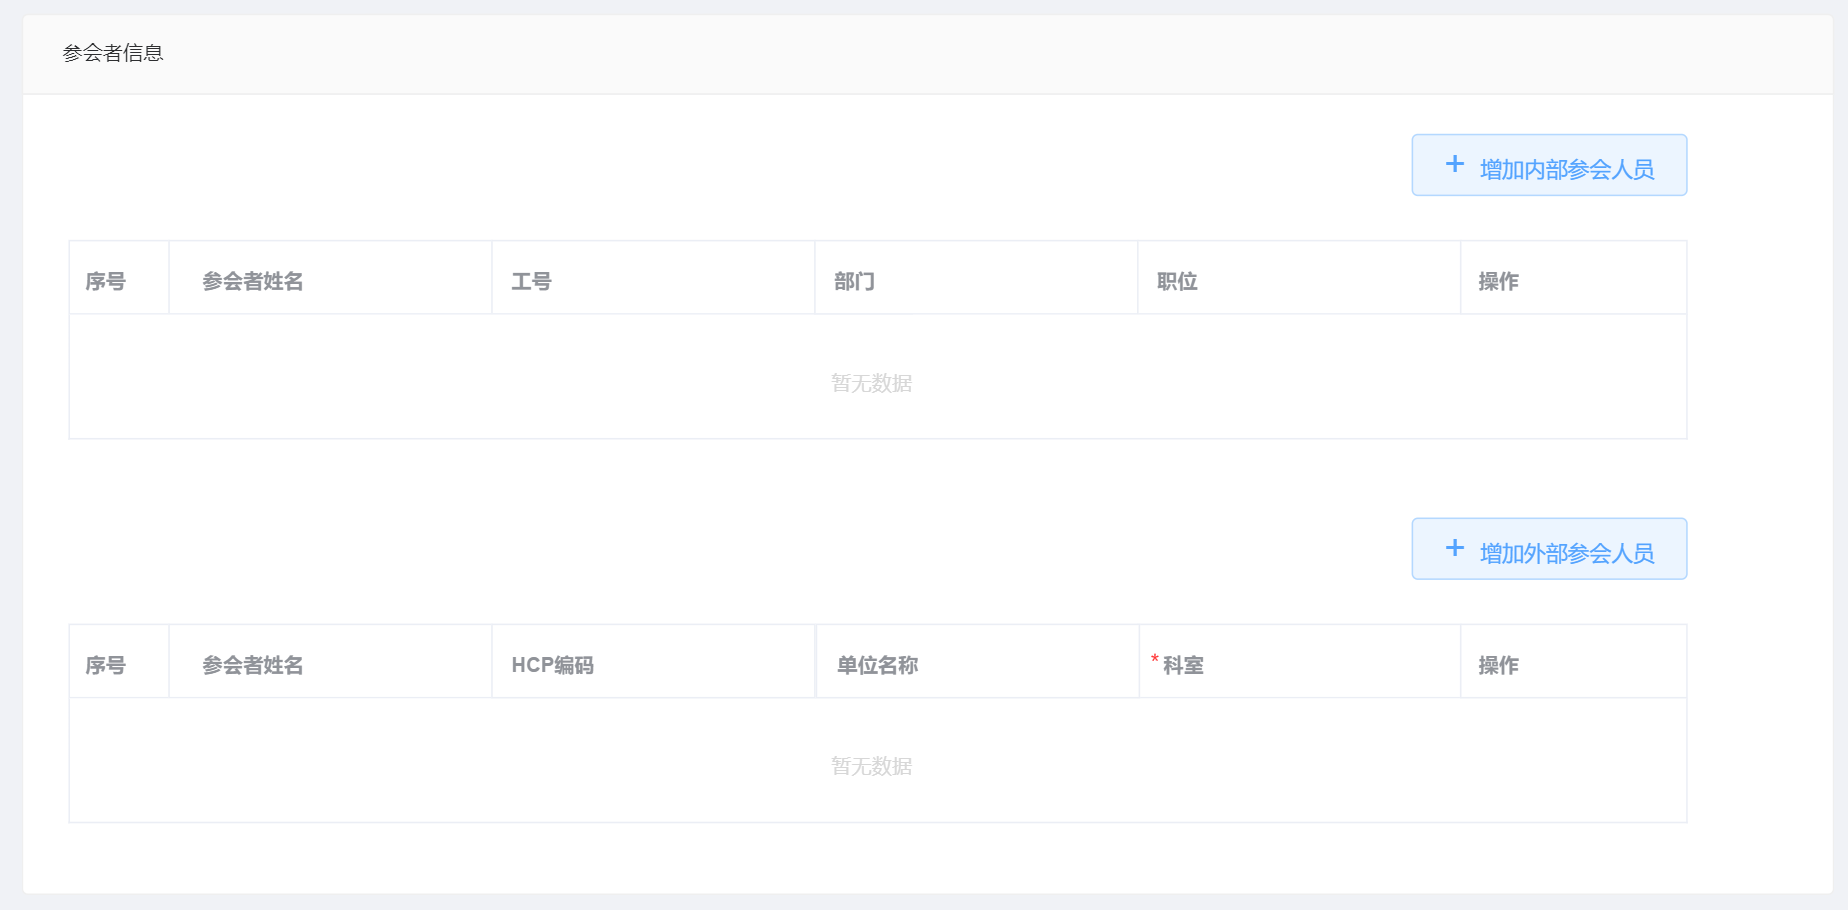 参会者信息
+ 增加内部参会人员
序号 参会者姓名 工号 部门 职位 操作
暂无数据
+ 增加外部参会人员
序号 参会者姓名 HCP编码 单位名称 * 科室 操作
暂无数据